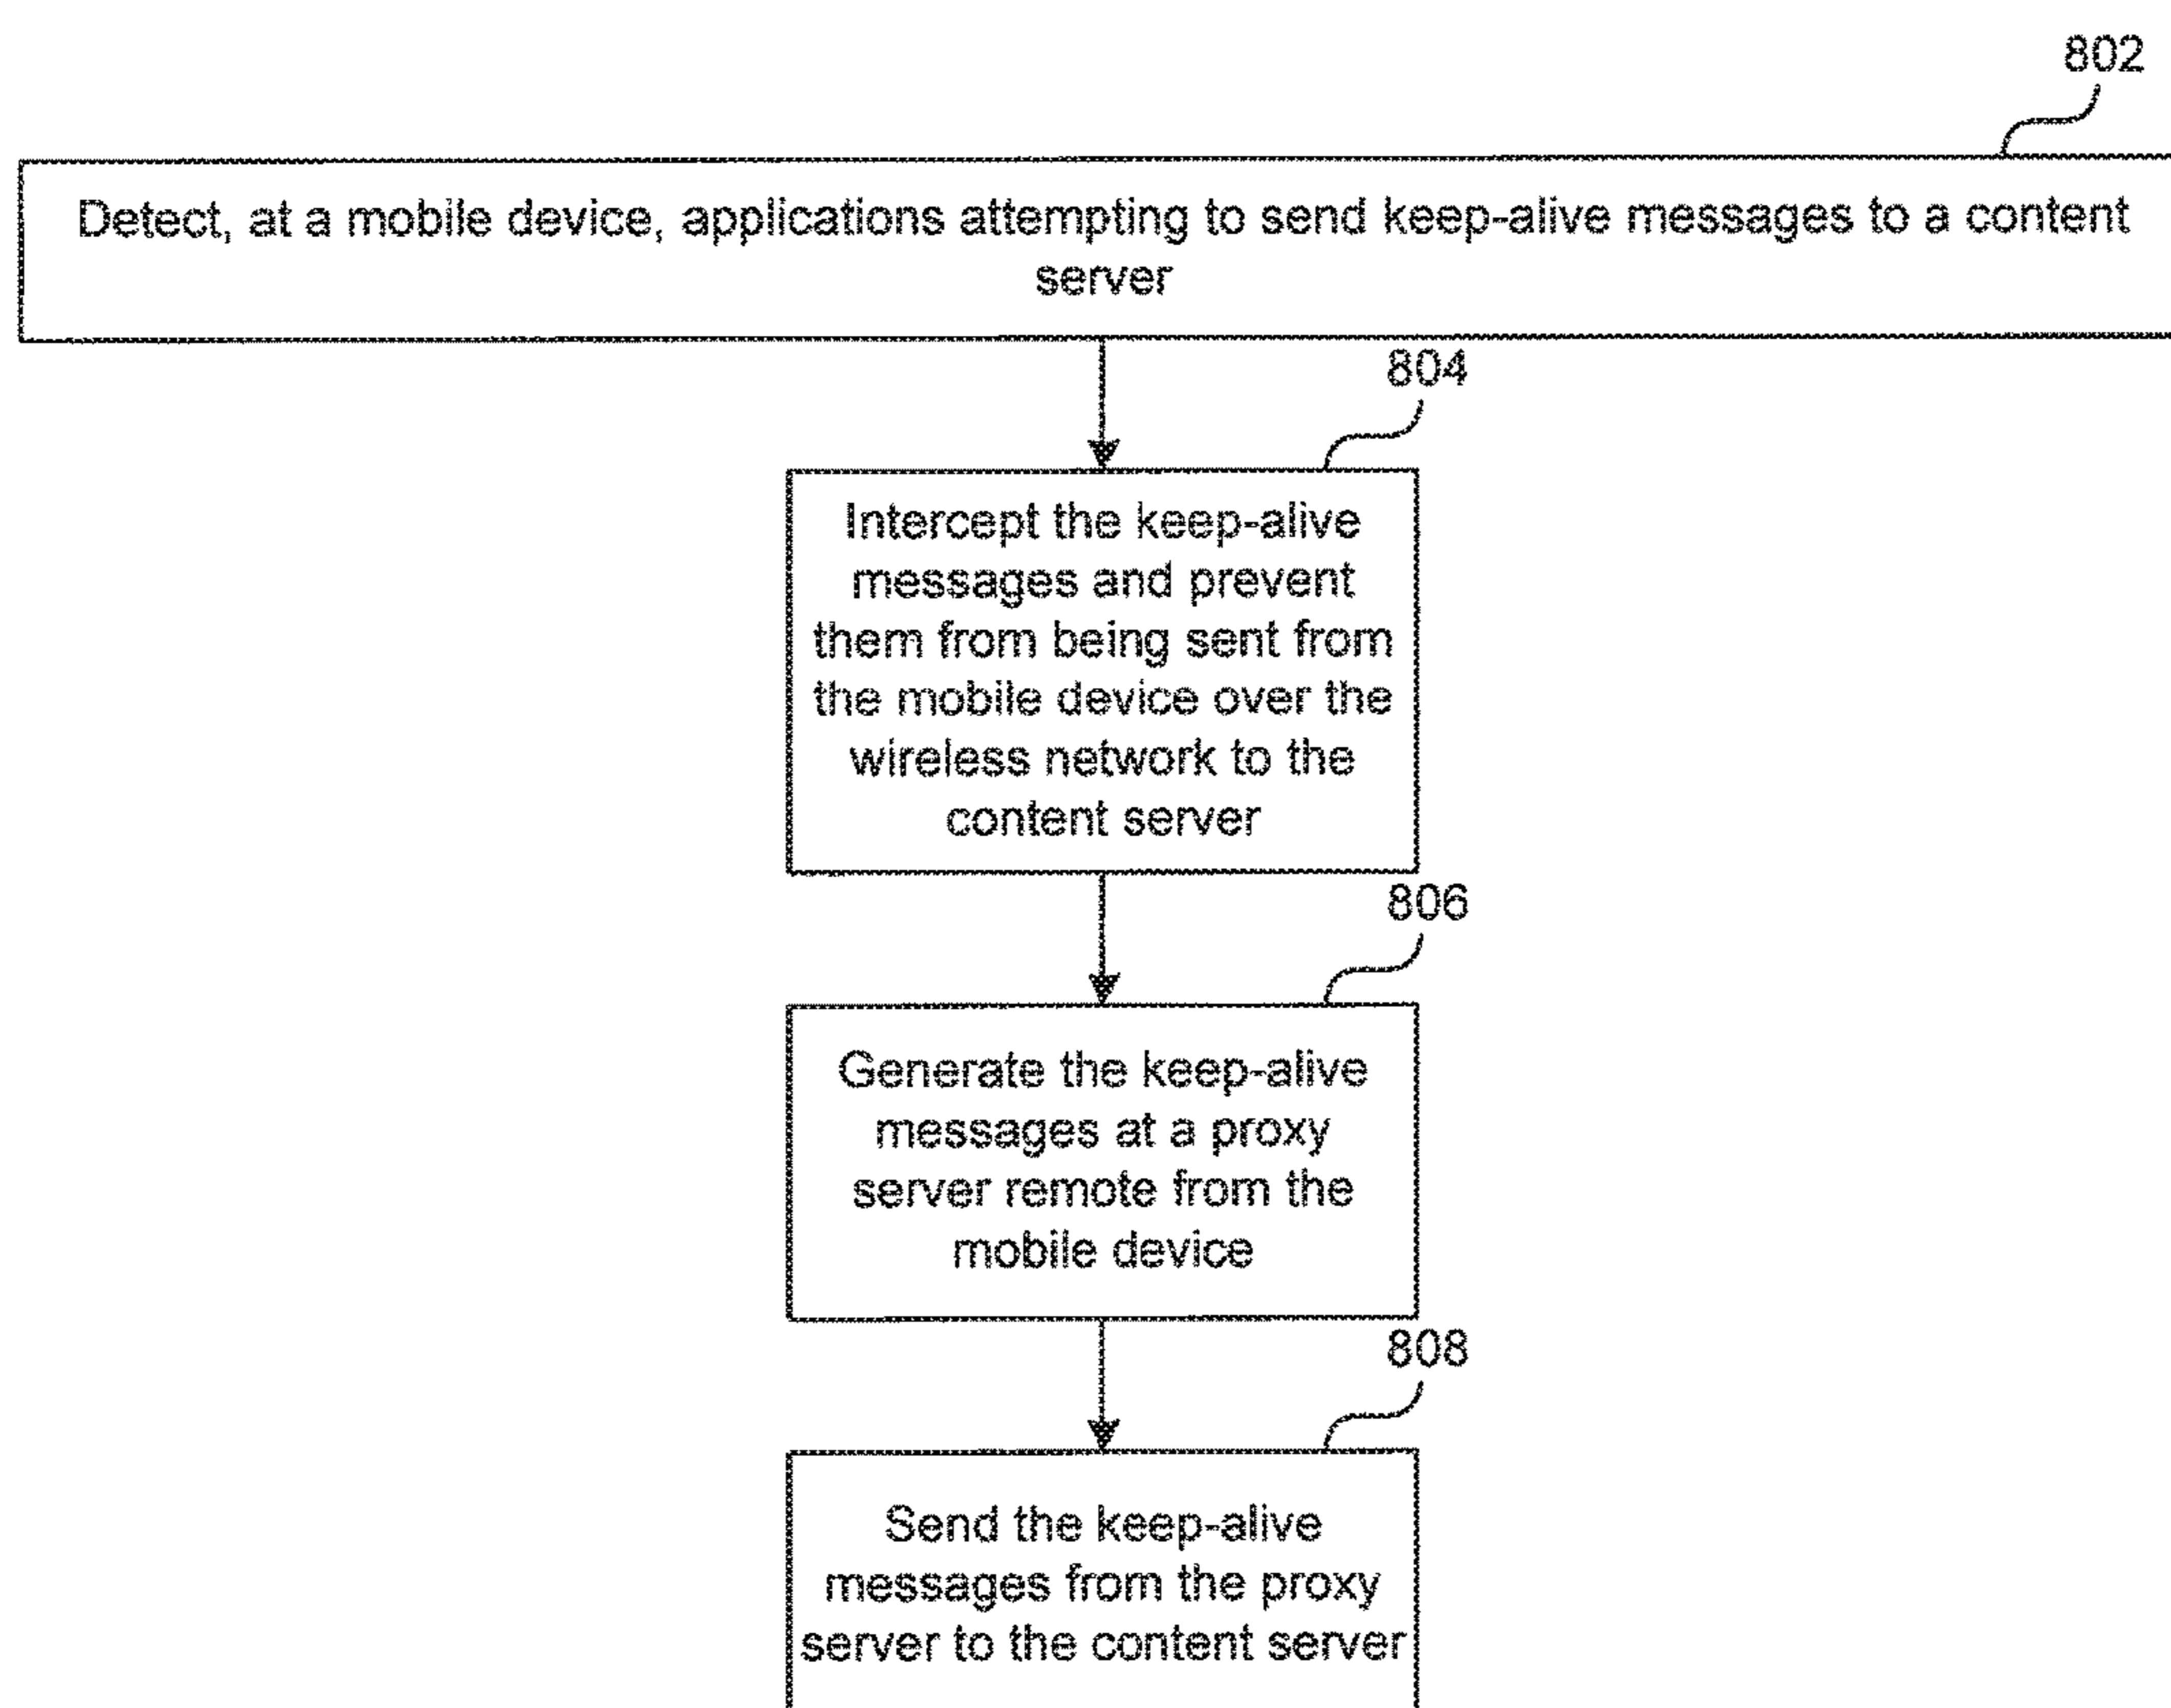 802
Detect, at a mobile device, applications attempting to send keep-alive messages to a content
server
804
Intercept the keep-alive
messages and prevent
them from being sent from
the mobile device over the
wireless network to the
content server
806
Generate the keep-alive
messages at a proxy
server remote from the
mobile device
808
Send the keep-alive
messages from the proxy
server to the content server